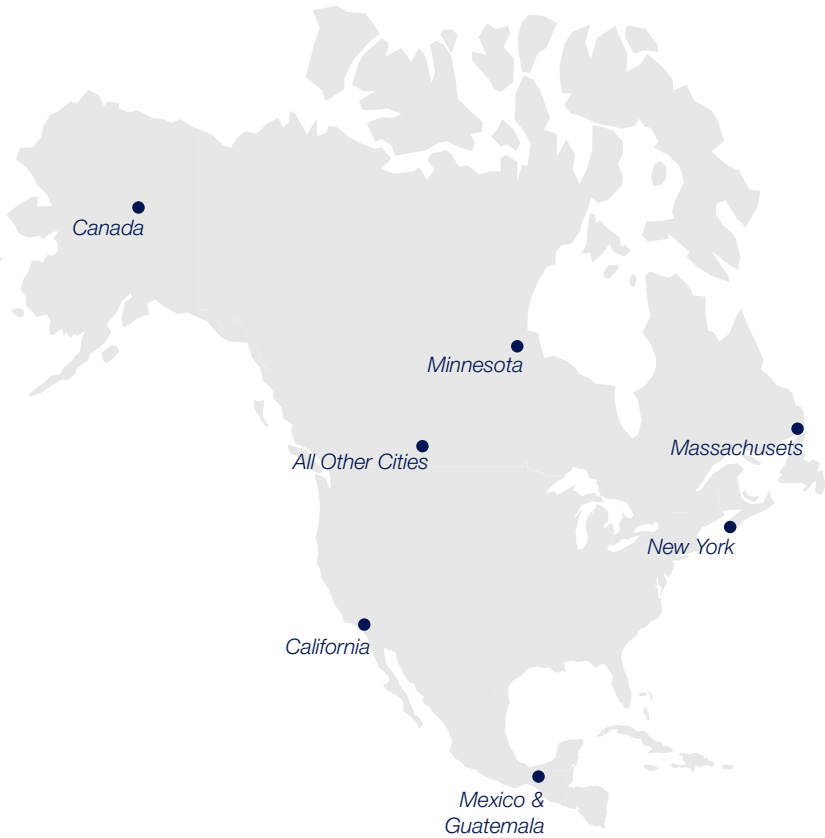 Canada
Minnesota
Massachusets
All Other Cities
New York
California
Mexico &
Guatemala